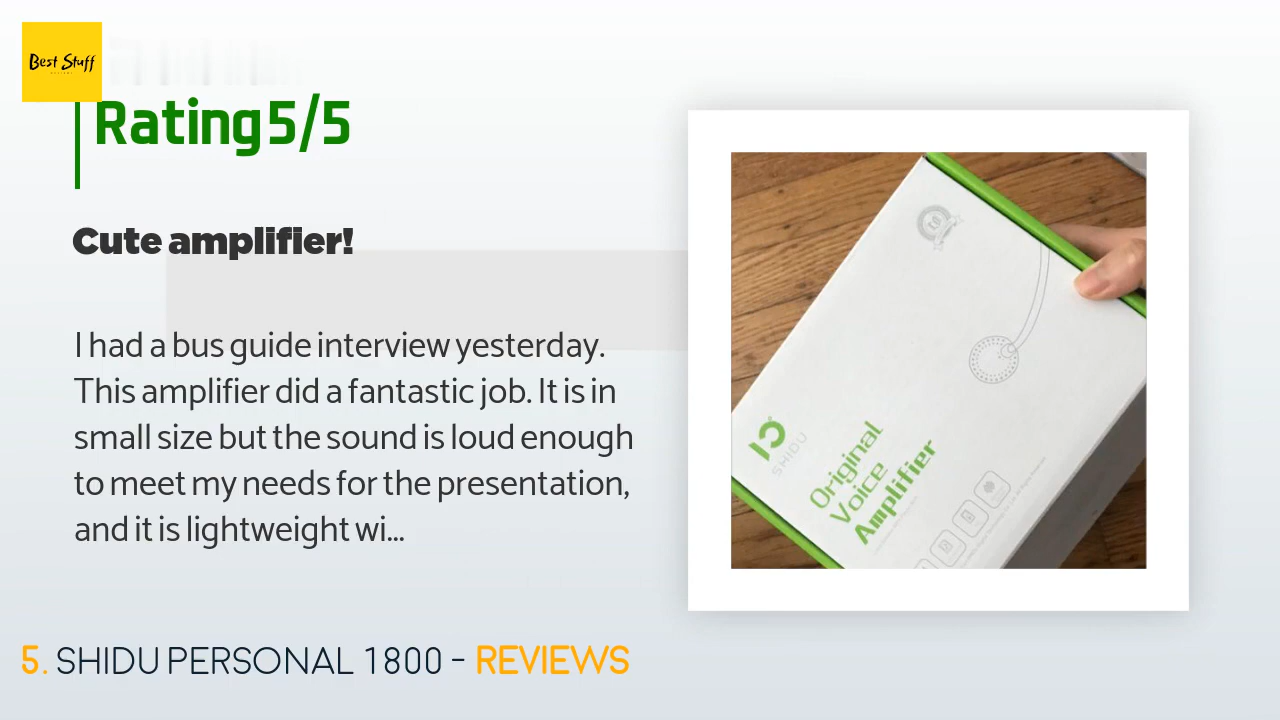 Best Stuff
Rating 5/5
Cute amplifier!
I had a bus guide interview yesterday.
This amplifier did a fantastic job. It is in
small size but the sound is loud enough
to meet my needs for the presentation,
and it is lightweight wi...
SHIDU
Original
Voice
Amplifier
5. SHIDU PERSONAL 1800 - REVIEWS